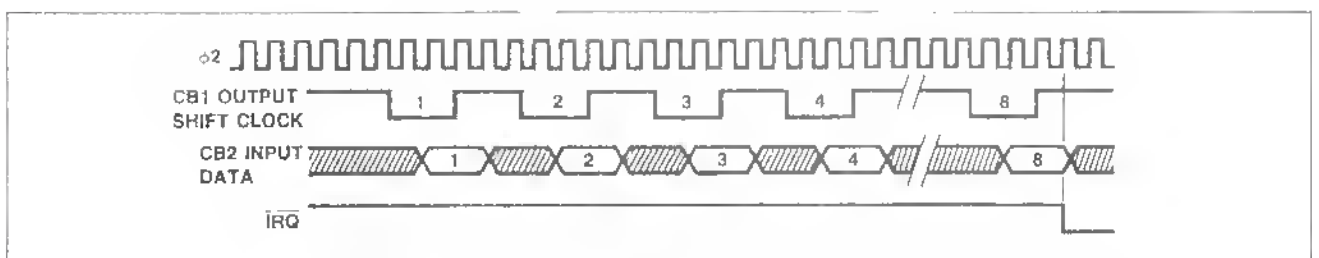 ϕ2
CB1 OUTPUT
SHIFT CLOCK
1 2 3 4 8
CB2 INPUT
DATA
1 2 3 4 8
IRQ